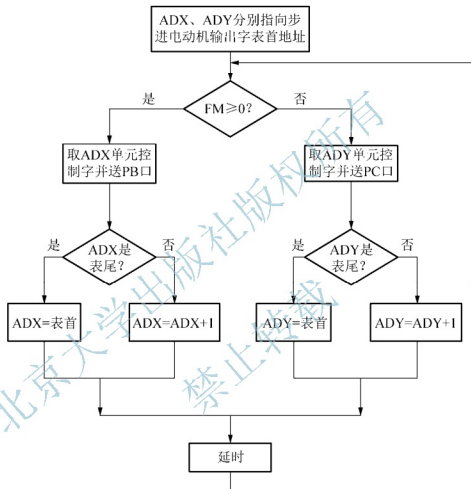 ADX、ADY分别指向步
进电动机输出字表首地址
是
FM≥0?
否
取ADX单元控
制字并送PB口
取ADY单元控
制字并送PC口
是
ADX是
表尾?
否
是
ADY是
表尾?
否
ADX=表首
ADX=ADX+1
ADY=表首
ADY=ADY+1
延时
北京大学出版社版权所有
禁止转载